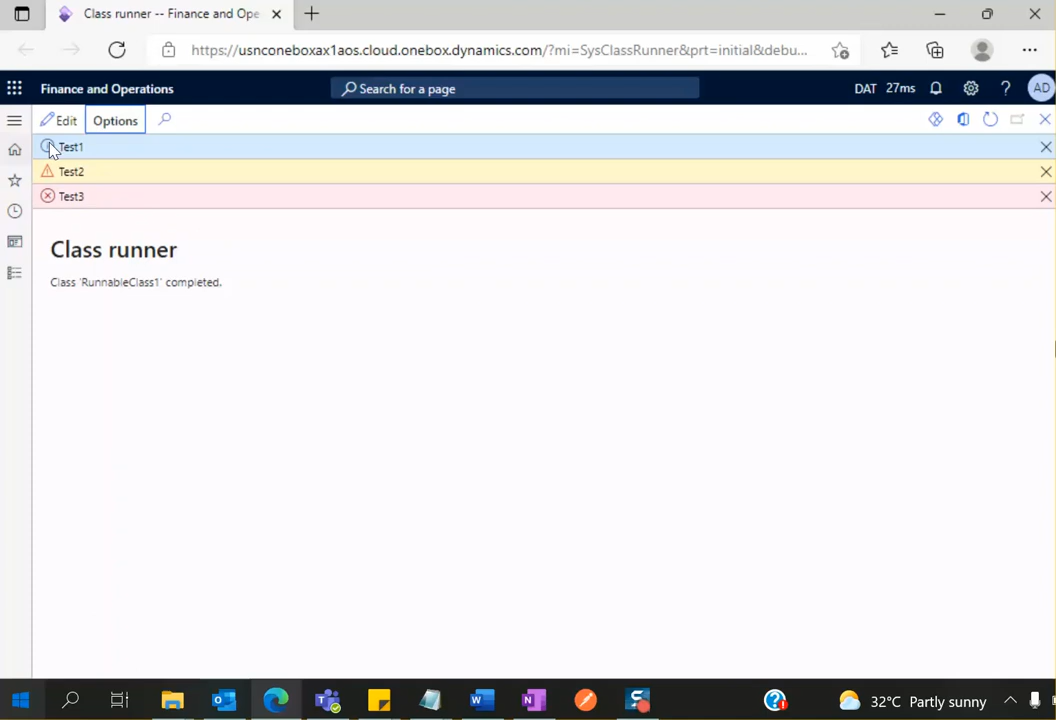 Class runner -- Finance and Ope
https://usnconeboxax1aos.cloud.onebox.dynamics.com/?mi=SysClassRunner&prt=initial&debu...
Finance and Operations
Search for a page
DAT 27ms
?
AD
Edit
Options
Test1
Test2
Test3
Class runner
Class 'RunnableClass1' completed.
32°C Partly sunny